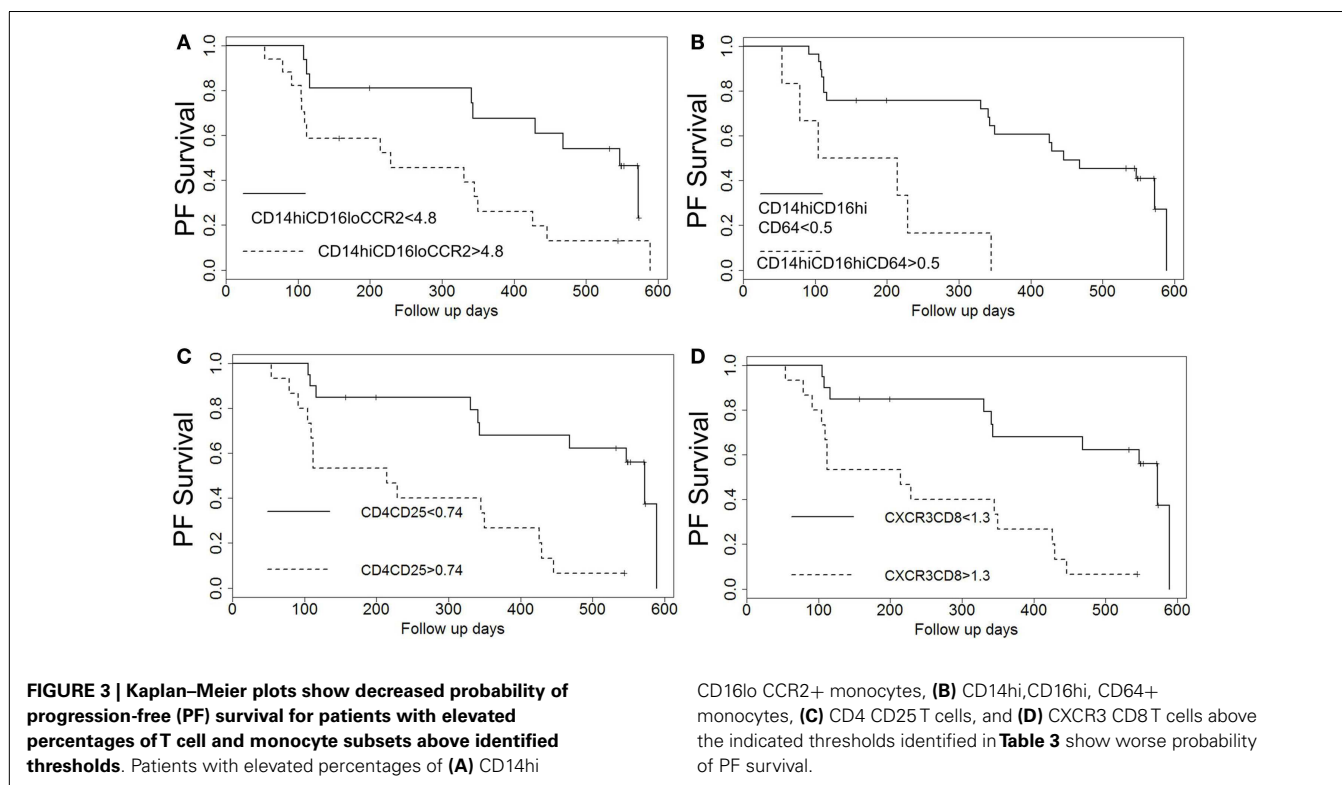 A
PF Survival
1.0
0.8
0.6
0.4
0.2
0.0
CD14hiCD16loCCR2<4.8
CD14hiCD16loCCR2>4.8
0 100 200 300 400 500 600
Follow up days
B
PF Survival
1.0
0.8
0.6
0.4
0.2
0.0
CD14hiCD16hi
CD64<0.5
CD14hiCD16hiCD64>0.5
0 100 200 300 400 500 600
Follow up days
C
PF Survival
1.0
0.8
0.6
0.4
0.2
0.0
CD4CD25<0.74
CD4CD25>0.74
0 100 200 300 400 500 600
Follow up days
D
PF Survival
1.0
0.8
0.6
0.4
0.2
0.0
CXCR3CD8<1.3
CXCR3CD8>1.3
0 100 200 300 400 500 600
Follow up days
FIGURE 3 | Kaplan–Meier plots show decreased probability of
progression-free (PF) survival for patients with elevated
percentages of T cell and monocyte subsets above identified
thresholds. Patients with elevated percentages of (A) CD14hi
CD16lo CCR2+ monocytes, (B) CD14hi,CD16hi, CD64+
monocytes, (C) CD4 CD25 T cells, and (D) CXCR3 CD8 T cells above
the indicated thresholds identified in Table 3 show worse probability
of PF survival.